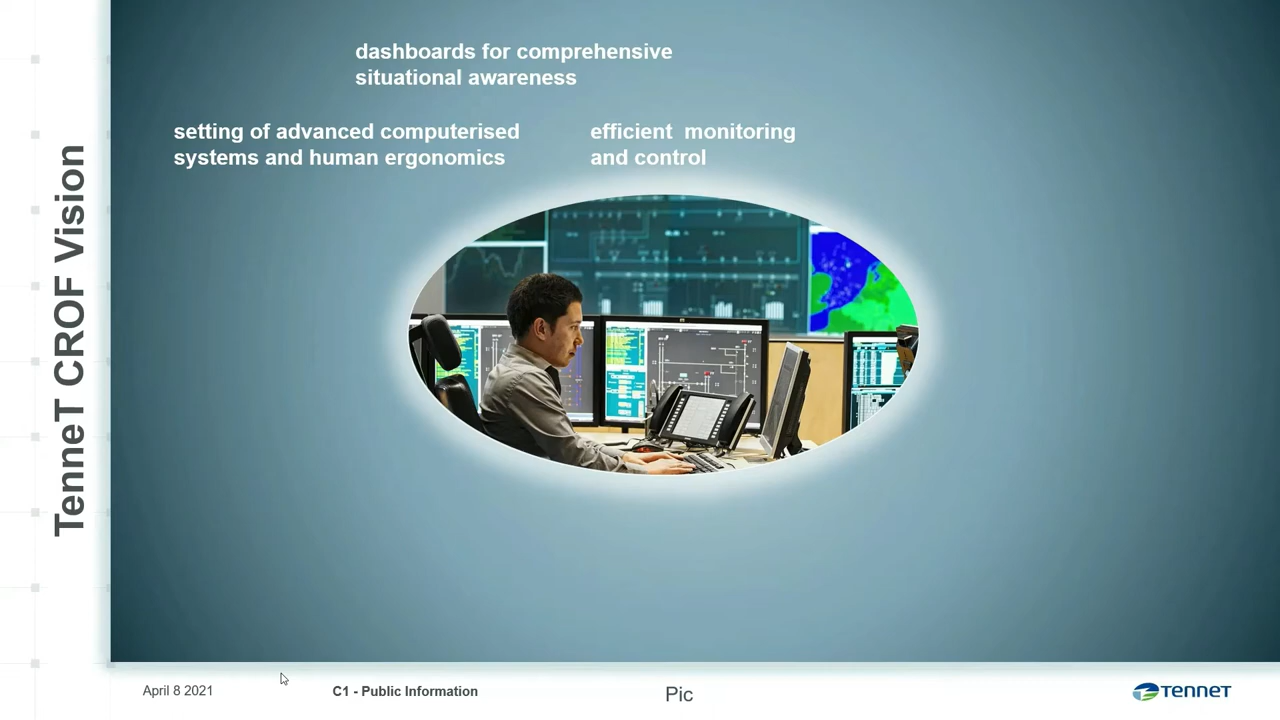 TenneT CROF Vision
dashboards for comprehensive
situational awareness
setting of advanced computerised
systems and human ergonomics
efficient monitoring
and control
April 8 2021
C1 - Public Information
Pic
TENNET